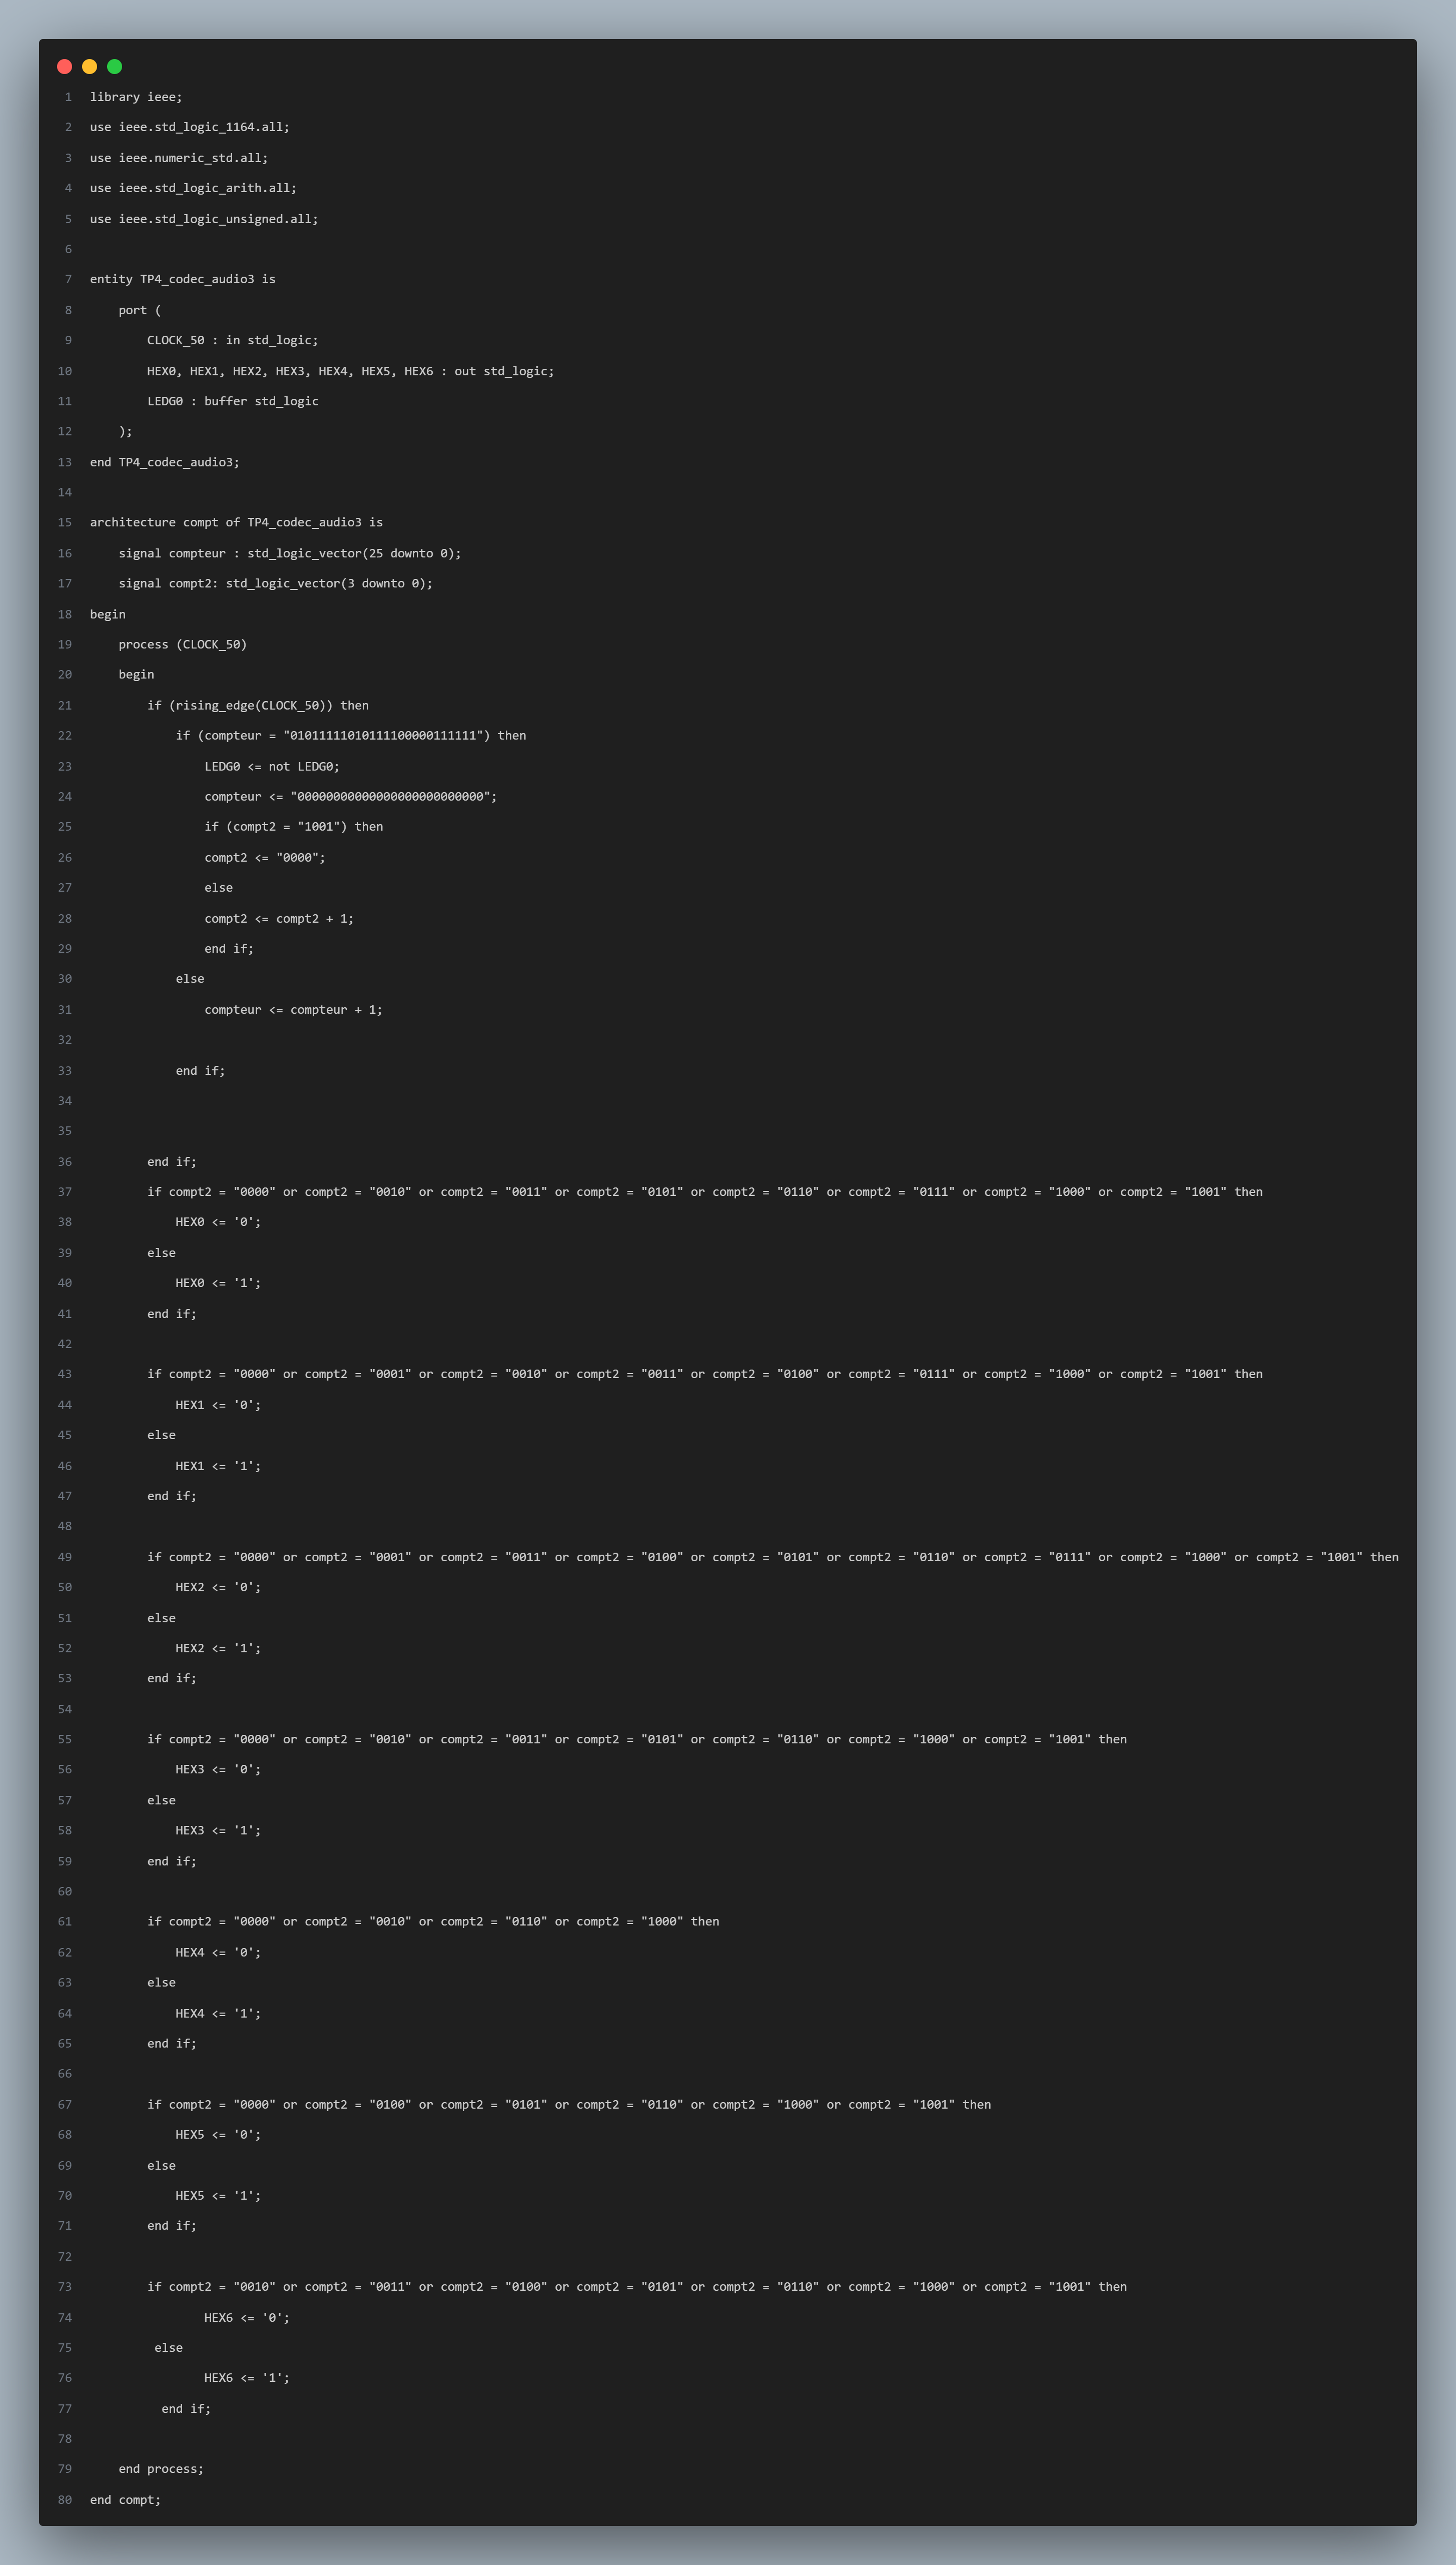 1 library ieee;
2 use ieee.std_logic_1164.all;
3 use ieee.numeric_std.all;
4 use ieee.std_logic_arith.all;
5 use ieee.std_logic_unsigned.all;
6
7 entity TP4_codec_audio3 is
8     port (
9         CLOCK_50 : in std_logic;
10         HEX0, HEX1, HEX2, HEX3, HEX4, HEX5, HEX6 : out std_logic;
11         LEDG0 : buffer std_logic
12     );
13 end TP4_codec_audio3;
14
15 architecture compt of TP4_codec_audio3 is
16     signal compteur : std_logic_vector(25 downto 0);
17     signal compt2: std_logic_vector(3 downto 0);
18 begin
19     process (CLOCK_50)
20     begin
21         if (rising_edge(CLOCK_50)) then
22             if (compteur = "01011111010111100000111111") then
23                 LEDG0 <= not LEDG0;
24                 compteur <= "00000000000000000000000000";
25                 if (compt2 = "1001") then
26                 compt2 <= "0000";
27                 else
28                 compt2 <= compt2 + 1;
29                 end if;
30             else
31                 compteur <= compteur + 1;
32
33             end if;
34
35
36         end if;
37         if compt2 = "0000" or compt2 = "0010" or compt2 = "0011" or compt2 = "0101" or compt2 = "0110" or compt2 = "0111" or compt2 = "1000" or compt2 = "1001" then
38             HEX0 <= '0';
39         else
40             HEX0 <= '1';
41         end if;
42
43         if compt2 = "0000" or compt2 = "0001" or compt2 = "0010" or compt2 = "0011" or compt2 = "0100" or compt2 = "0111" or compt2 = "1000" or compt2 = "1001" then
44             HEX1 <= '0';
45         else
46             HEX1 <= '1';
47         end if;
48
49         if compt2 = "0000" or compt2 = "0001" or compt2 = "0011" or compt2 = "0100" or compt2 = "0101" or compt2 = "0110" or compt2 = "0111" or compt2 = "1000" or compt2 = "1001" then
50             HEX2 <= '0';
51         else
52             HEX2 <= '1';
53         end if;
54
55         if compt2 = "0000" or compt2 = "0010" or compt2 = "0011" or compt2 = "0101" or compt2 = "0110" or compt2 = "1000" or compt2 = "1001" then
56             HEX3 <= '0';
57         else
58             HEX3 <= '1';
59         end if;
60
61         if compt2 = "0000" or compt2 = "0010" or compt2 = "0110" or compt2 = "1000" then
62             HEX4 <= '0';
63         else
64             HEX4 <= '1';
65         end if;
66
67         if compt2 = "0000" or compt2 = "0100" or compt2 = "0101" or compt2 = "0110" or compt2 = "1000" or compt2 = "1001" then
68             HEX5 <= '0';
69         else
70             HEX5 <= '1';
71         end if;
72
73         if compt2 = "0010" or compt2 = "0011" or compt2 = "0100" or compt2 = "0101" or compt2 = "0110" or compt2 = "1000" or compt2 = "1001" then
74                 HEX6 <= '0';
75          else
76                 HEX6 <= '1';
77           end if;
78
79     end process;
80 end compt;